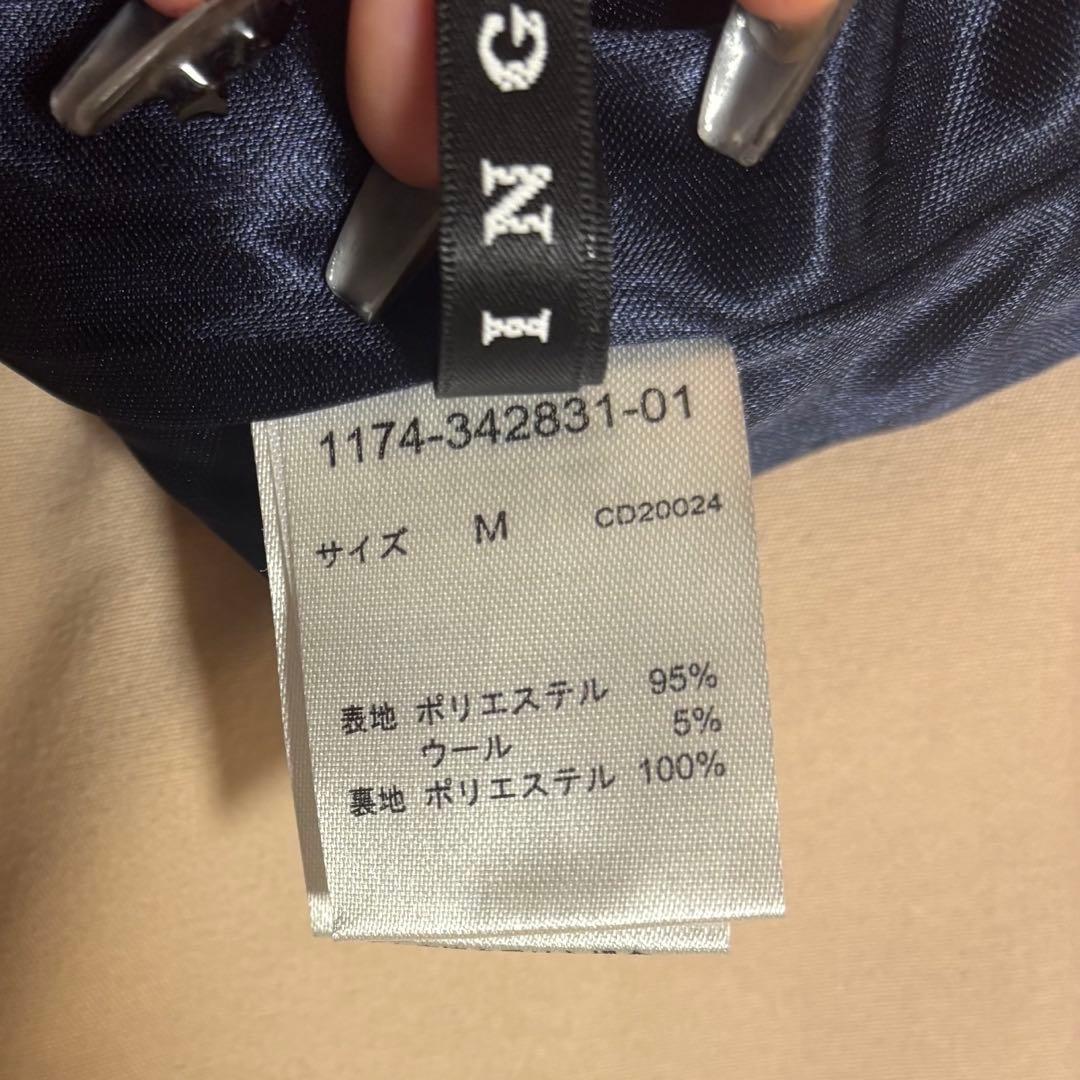 ING
1174-342831-01
サイズ M CD20024
表地 ポリエステル 95%
ウール 5%
裏地 ポリエステル 100%